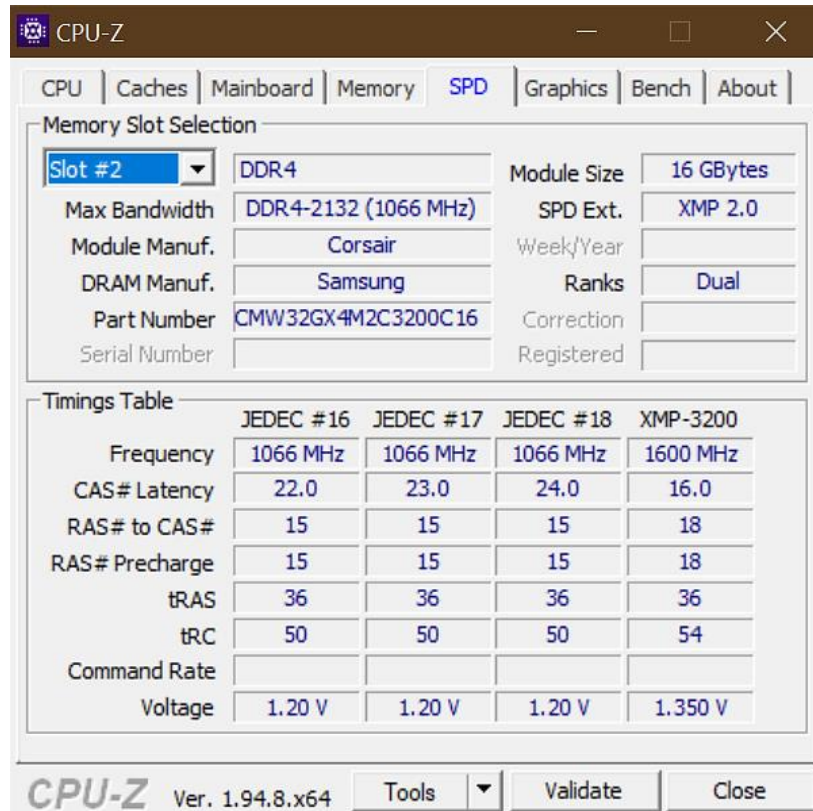 CPU-Z
CPU Caches Mainboard Memory SPD Graphics Bench About
Memory Slot Selection
Slot #2 DDR4 Module Size 16 GBytes
Max Bandwidth DDR4-2132 (1066 MHz) SPD Ext. XMP 2.0
Module Manuf. Corsair Week/Year
DRAM Manuf. Samsung Ranks Dual
Part Number CMW32GX4M2C3200C16 Correction
Serial Number Registered
Timings Table
JEDEC #16 JEDEC #17 JEDEC #18 XMP-3200
Frequency 1066 MHz 1066 MHz 1066 MHz 1600 MHz
CAS# Latency 22.0 23.0 24.0 16.0
RAS# to CAS# 15 15 15 18
RAS# Precharge 15 15 15 18
tRAS 36 36 36 36
tRC 50 50 50 54
Command Rate
Voltage 1.20 V 1.20 V 1.20 V 1.350 V
CPU-Z Ver. 1.94.8.x64 Tools Validate Close